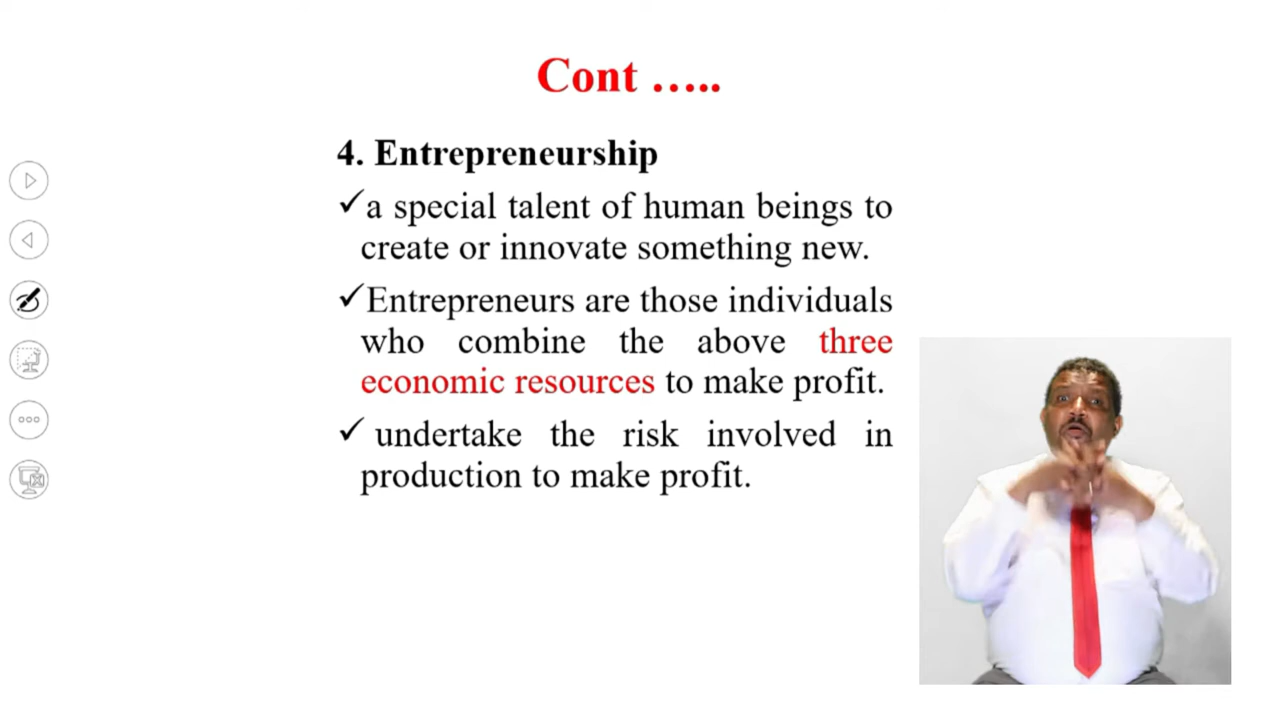 Cont …..
4. Entrepreneurship
✓a special talent of human beings to
create or innovate something new.
✓Entrepreneurs are those individuals
who combine the above three
economic resources to make profit.
✓ undertake the risk involved in
production to make profit.